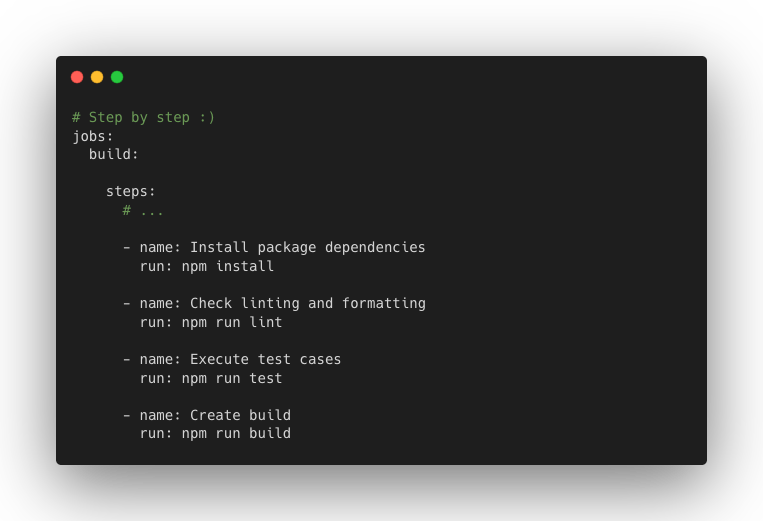 # Step by step :)
jobs:
  build:

    steps:
      # ...

      - name: Install package dependencies
        run: npm install

      - name: Check linting and formatting
        run: npm run lint

      - name: Execute test cases
        run: npm run test

      - name: Create build
        run: npm run build